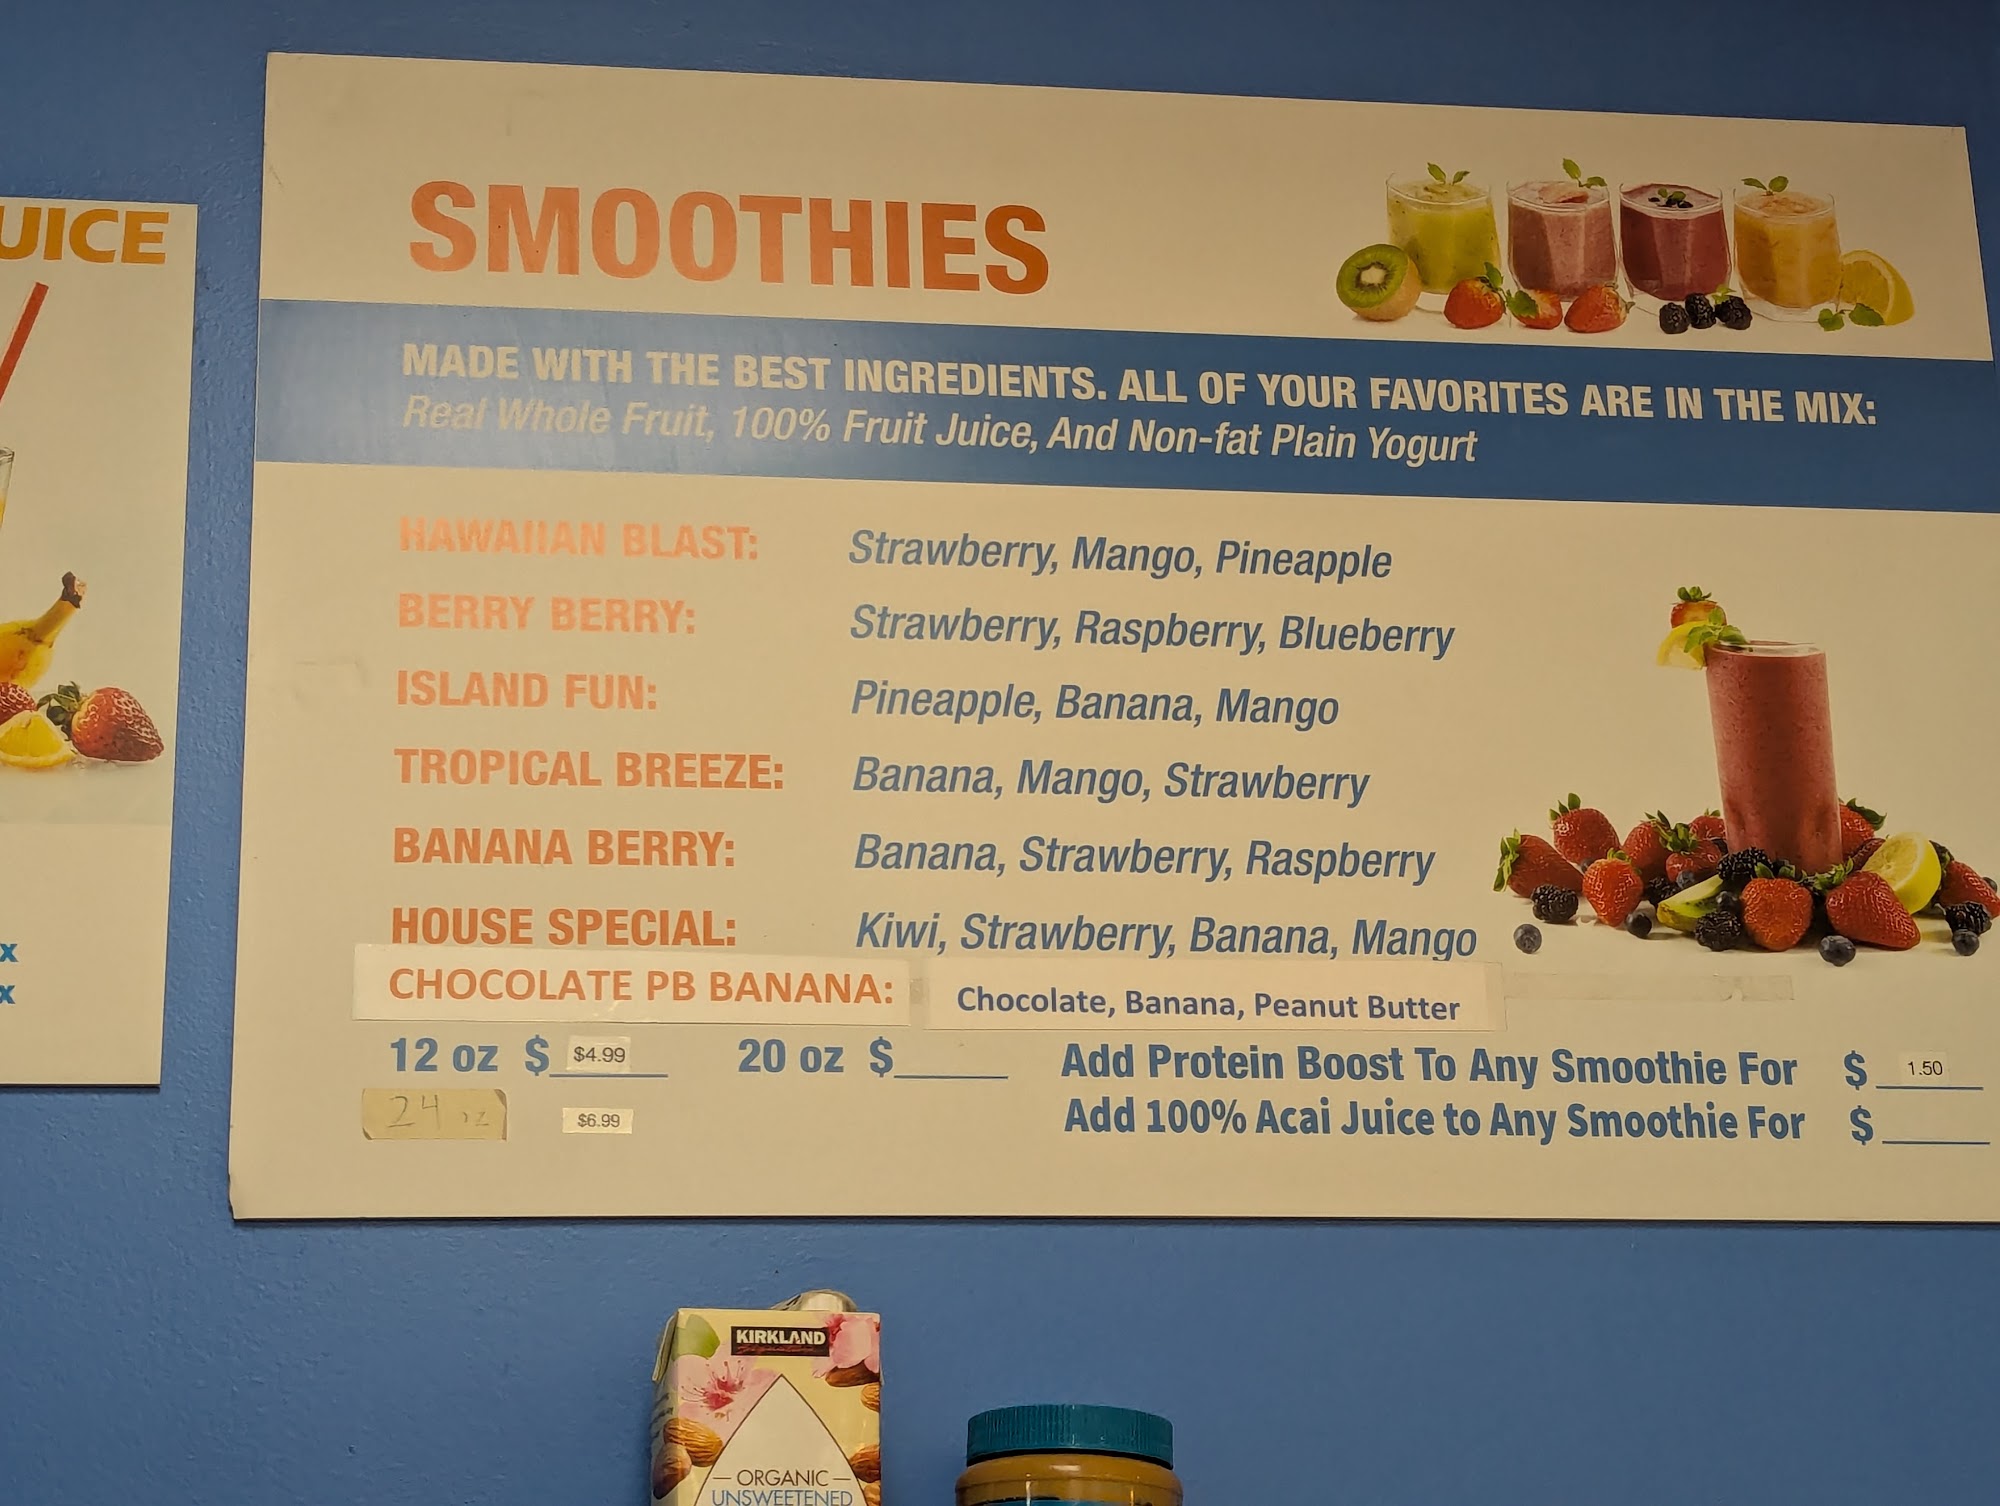 UICE
SMOOTHIES
MADE WITH THE BEST INGREDIENTS. ALL OF YOUR FAVORITES ARE IN THE MIX:
Real Whole Fruit, 100% Fruit Juice, And Non-fat Plain Yogurt
HAWAIIAN BLAST: Strawberry, Mango, Pineapple
BERRY BERRY: Strawberry, Raspberry, Blueberry
ISLAND FUN: Pineapple, Banana, Mango
TROPICAL BREEZE: Banana, Mango, Strawberry
BANANA BERRY: Banana, Strawberry, Raspberry
HOUSE SPECIAL: Kiwi, Strawberry, Banana, Mango
CHOCOLATE PB BANANA: Chocolate, Banana, Peanut Butter
12 oz $ $4.99 20 oz $ Add Protein Boost To Any Smoothie For $ 1.50
24 oz $6.99 Add 100% Acai Juice to Any Smoothie For $
x
x
KIRKLAND
Signature
ORGANIC
UNSWEETENED